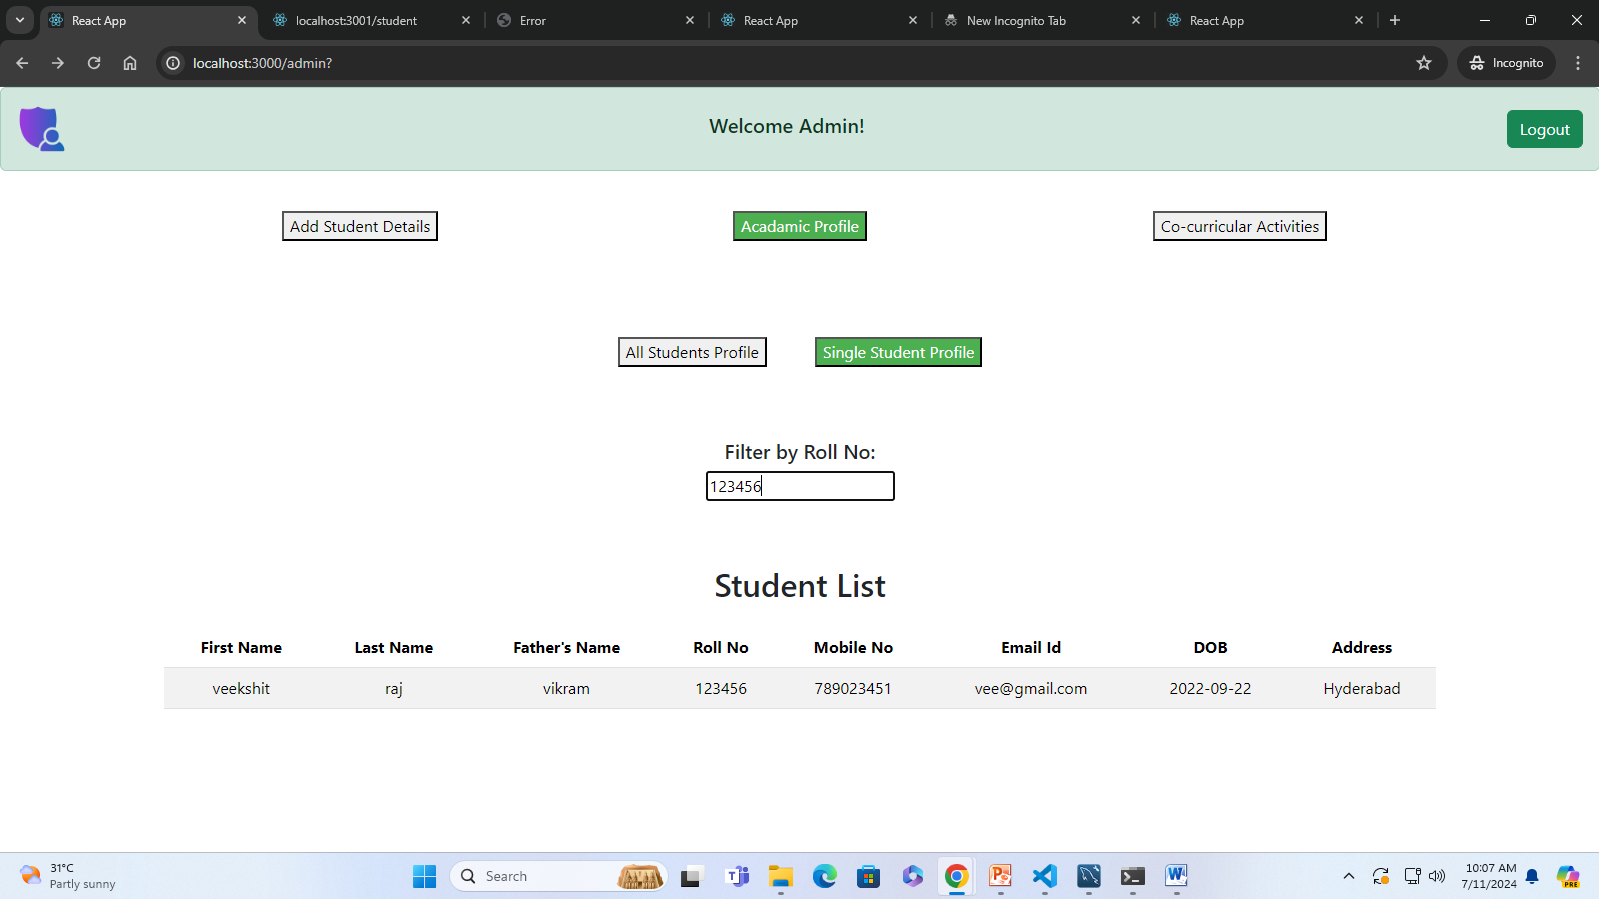 React App
localhost:3001/student
Error
React App
New Incognito Tab
React App
localhost:3000/admin?
Incognito
Welcome Admin!
Logout
Add Student Details
Acadamic Profile
Co-curricular Activities
All Students Profile
Single Student Profile
Filter by Roll No:
123456
Student List
First Name Last Name Father's Name Roll No Mobile No Email Id DOB Address
veekshit raj vikram 123456 789023451 vee@gmail.com 2022-09-22 Hyderabad
31°C
Partly sunny
Search
10:07 AM
7/11/2024
PRE